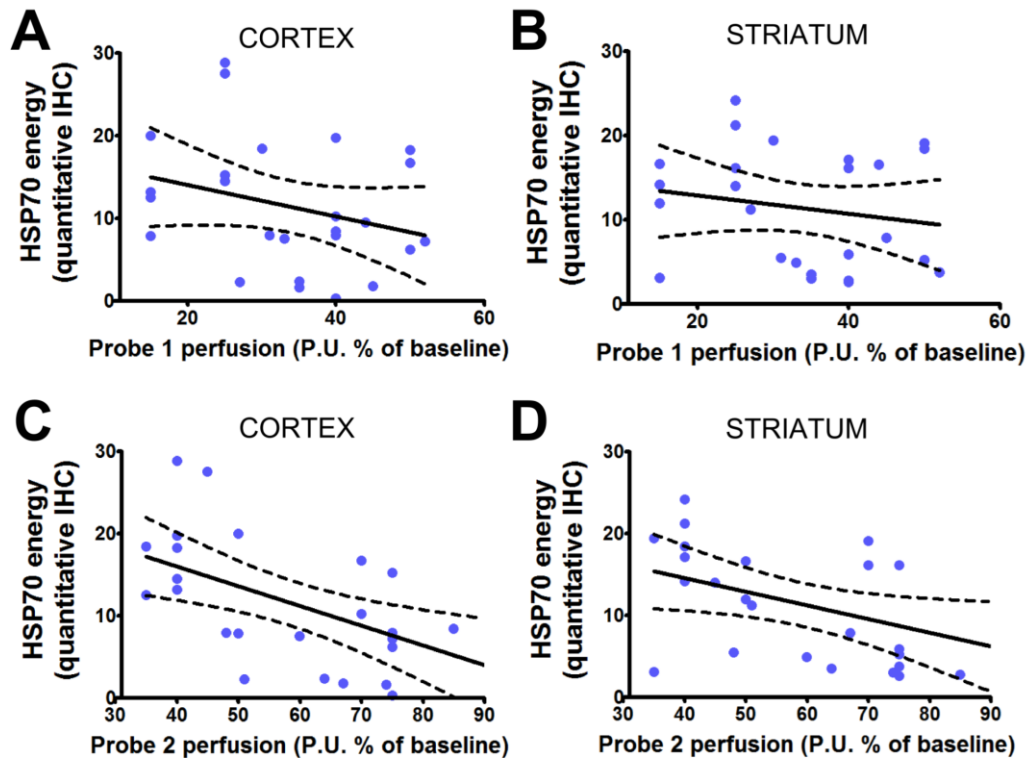 A
CORTEX
HSP70 energy
(quantitative IHC)
30
20
10
0
20
40
60
Probe 1 perfusion (P.U. % of baseline)
B
STRIATUM
HSP70 energy
(quantitative IHC)
30
20
10
0
20
40
60
Probe 1 perfusion (P.U. % of baseline)
C
CORTEX
HSP70 energy
(quantitative IHC)
30
20
10
0
30
40
50
60
70
80
90
Probe 2 perfusion (P.U. % of baseline)
D
STRIATUM
HSP70 energy
(quantitative IHC)
30
20
10
0
30
40
50
60
70
80
90
Probe 2 perfusion (P.U. % of baseline)